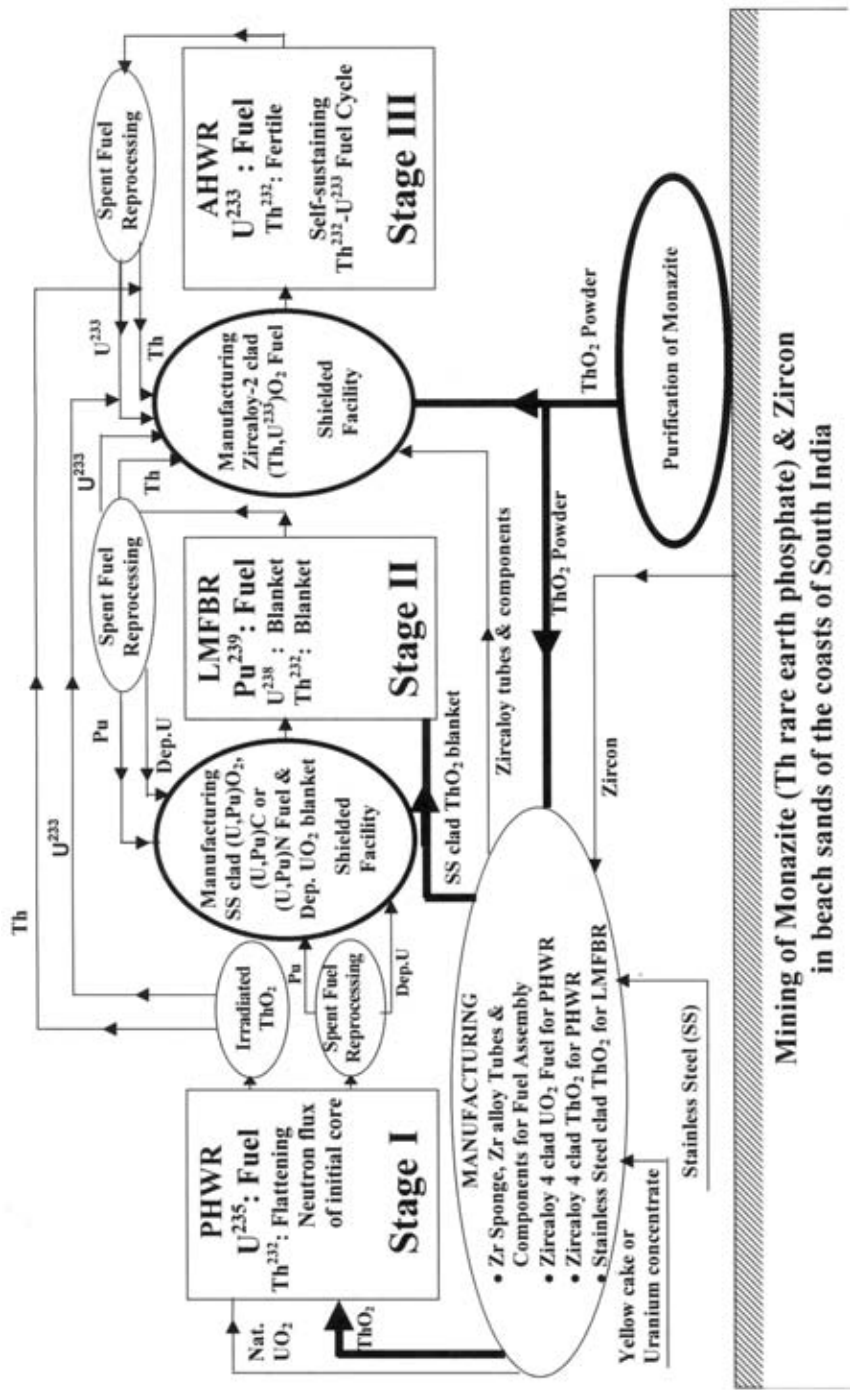 PHWR
U²³⁵: Fuel
Th²³²: Flattening
Neutron flux
of initial core
Stage I
Nat.
UO₂
ThO₂
Irradiated
ThO₂
Spent Fuel
Reprocessing
Pu
Dep.U
Th
U²³³
Manufacturing
SS clad (U,Pu)O₂,
(U,Pu)C or
(U,Pu)N Fuel &
Dep. UO₂ blanket
Shielded
Facility
Pu
Dep.U
Spent Fuel
Reprocessing
LMFBR
Pu²³⁹: Fuel
U²³⁸ : Blanket
Th²³²: Blanket
Stage II
U²³³
Th
Manufacturing
Zircaloy-2 clad
(Th,U²³³)O₂ Fuel
Shielded
Facility
U²³³
Th
Spent Fuel
Reprocessing
AHWR
U²³³ : Fuel
Th²³²: Fertile
Self-sustaining
Th²³²-U²³³ Fuel Cycle
Stage III
MANUFACTURING
• Zr Sponge, Zr alloy Tubes &
Components for Fuel Assembly
• Zircaloy 4 clad UO₂ Fuel for PHWR
• Zircaloy 4 clad ThO₂ for PHWR
• Stainless Steel clad ThO₂ for LMFBR
SS clad ThO₂ blanket
Zircaloy tubes & components
ThO₂ Powder
ThO₂ Powder
Zircon
Purification of Monazite
Yellow cake or
Uranium concentrate
Stainless Steel (SS)
Mining of Monazite (Th rare earth phosphate) & Zircon
in beach sands of the coasts of South India